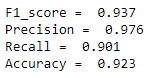 F1_score =  0.937
Precision =  0.976
Recall =  0.901
Accuracy =  0.923